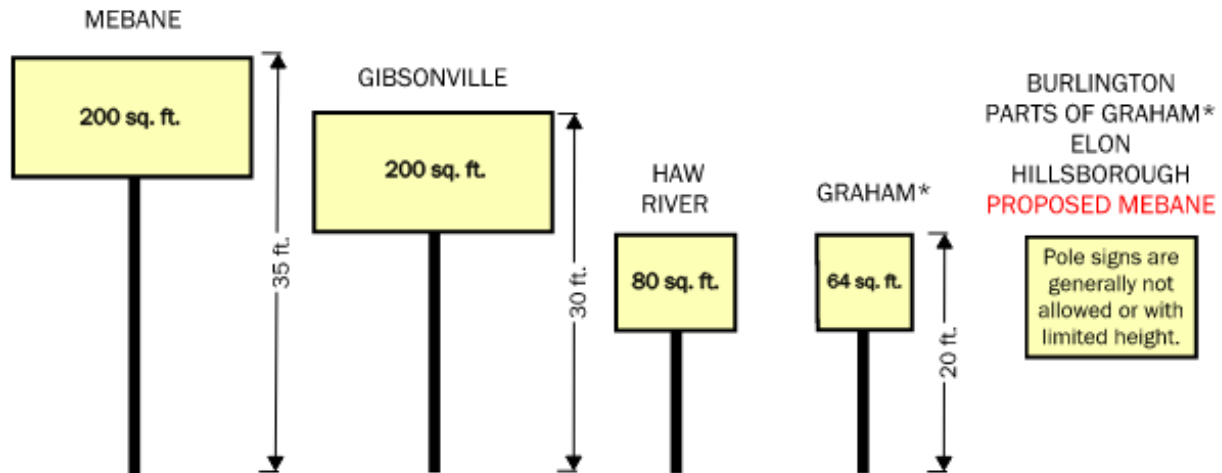 MEBANE
200 sq. ft.
35 ft.
GIBSONVILLE
200 sq. ft.
30 ft.
HAW
RIVER
80 sq. ft.
GRAHAM*
64 sq. ft.
20 ft.
BURLINGTON
PARTS OF GRAHAM*
ELON
HILLSBOROUGH
PROPOSED MEBANE
Pole signs are
generally not
allowed or with
limited height.